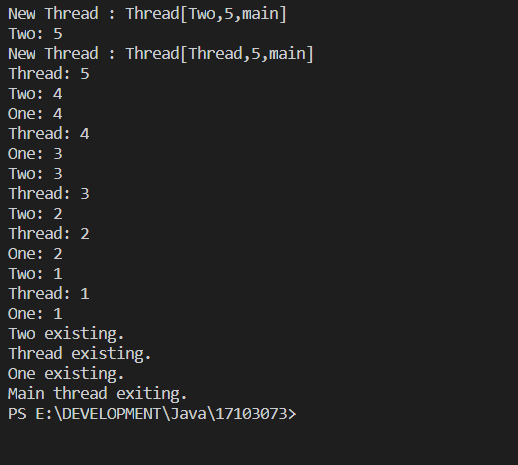 New Thread : Thread[Two,5,main]
Two: 5
New Thread : Thread[Thread,5,main]
Thread: 5
Two: 4
One: 4
Thread: 4
One: 3
Two: 3
Thread: 3
Two: 2
Thread: 2
One: 2
Two: 1
Thread: 1
One: 1
Two existing.
Thread existing.
One existing.
Main thread exiting.
PS E:\DEVELOPMENT\Java\17103073>